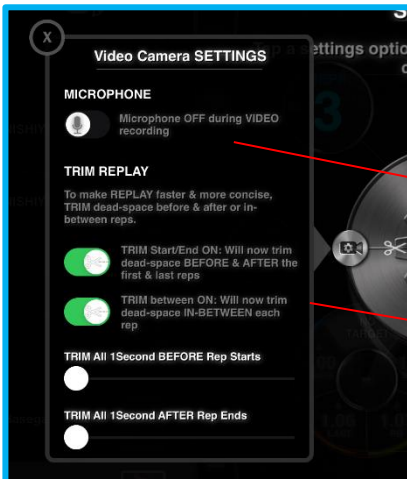 S
X
Video Camera SETTINGS
p a settings optio
MICROPHONE
Microphone OFF during VIDEO
recording
3
TRIM REPLAY
To make REPLAY faster & more concise,
TRIM dead-space before & after or in-
between reps.
TRIM Start/End ON: Will now trim
dead-space BEFORE & AFTER the
first & last reps
TRIM between ON: Will now trim
dead-space IN-BETWEEN each
rep
TRIM All 1Second BEFORE Rep Starts
TRIM All 1Second AFTER Rep Ends